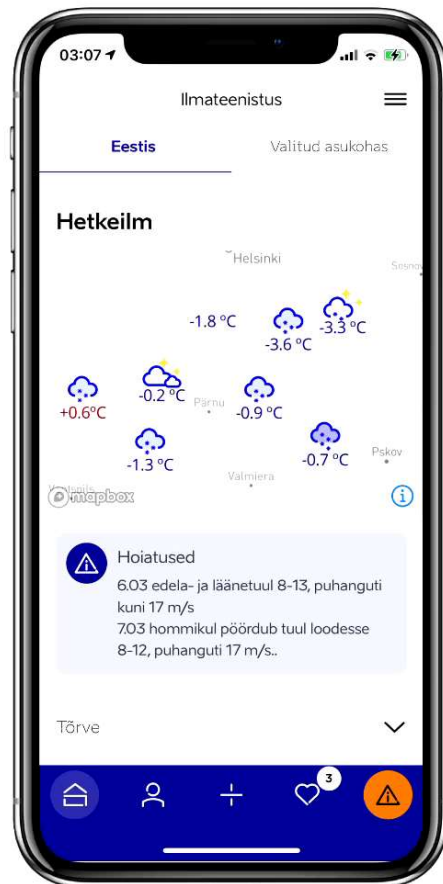 03:07
Ilmateenistus
Eestis
Valitud asukohas
Hetkeilm
Helsinki
-1.8 °C
-3.6 °C
-3.3 °C
+0.6°C
-0.2 °C
Pärnu
-0.9 °C
-1.3 °C
-0.7 °C
Pskov
Valmiera
mapbox
Hoiatused
6.03 edela- ja läänetuul 8-13, puhanguti
kuni 17 m/s
7.03 hommikul pöördub tuul loodesse
8-12, puhanguti 17 m/s..
Tõrve
3